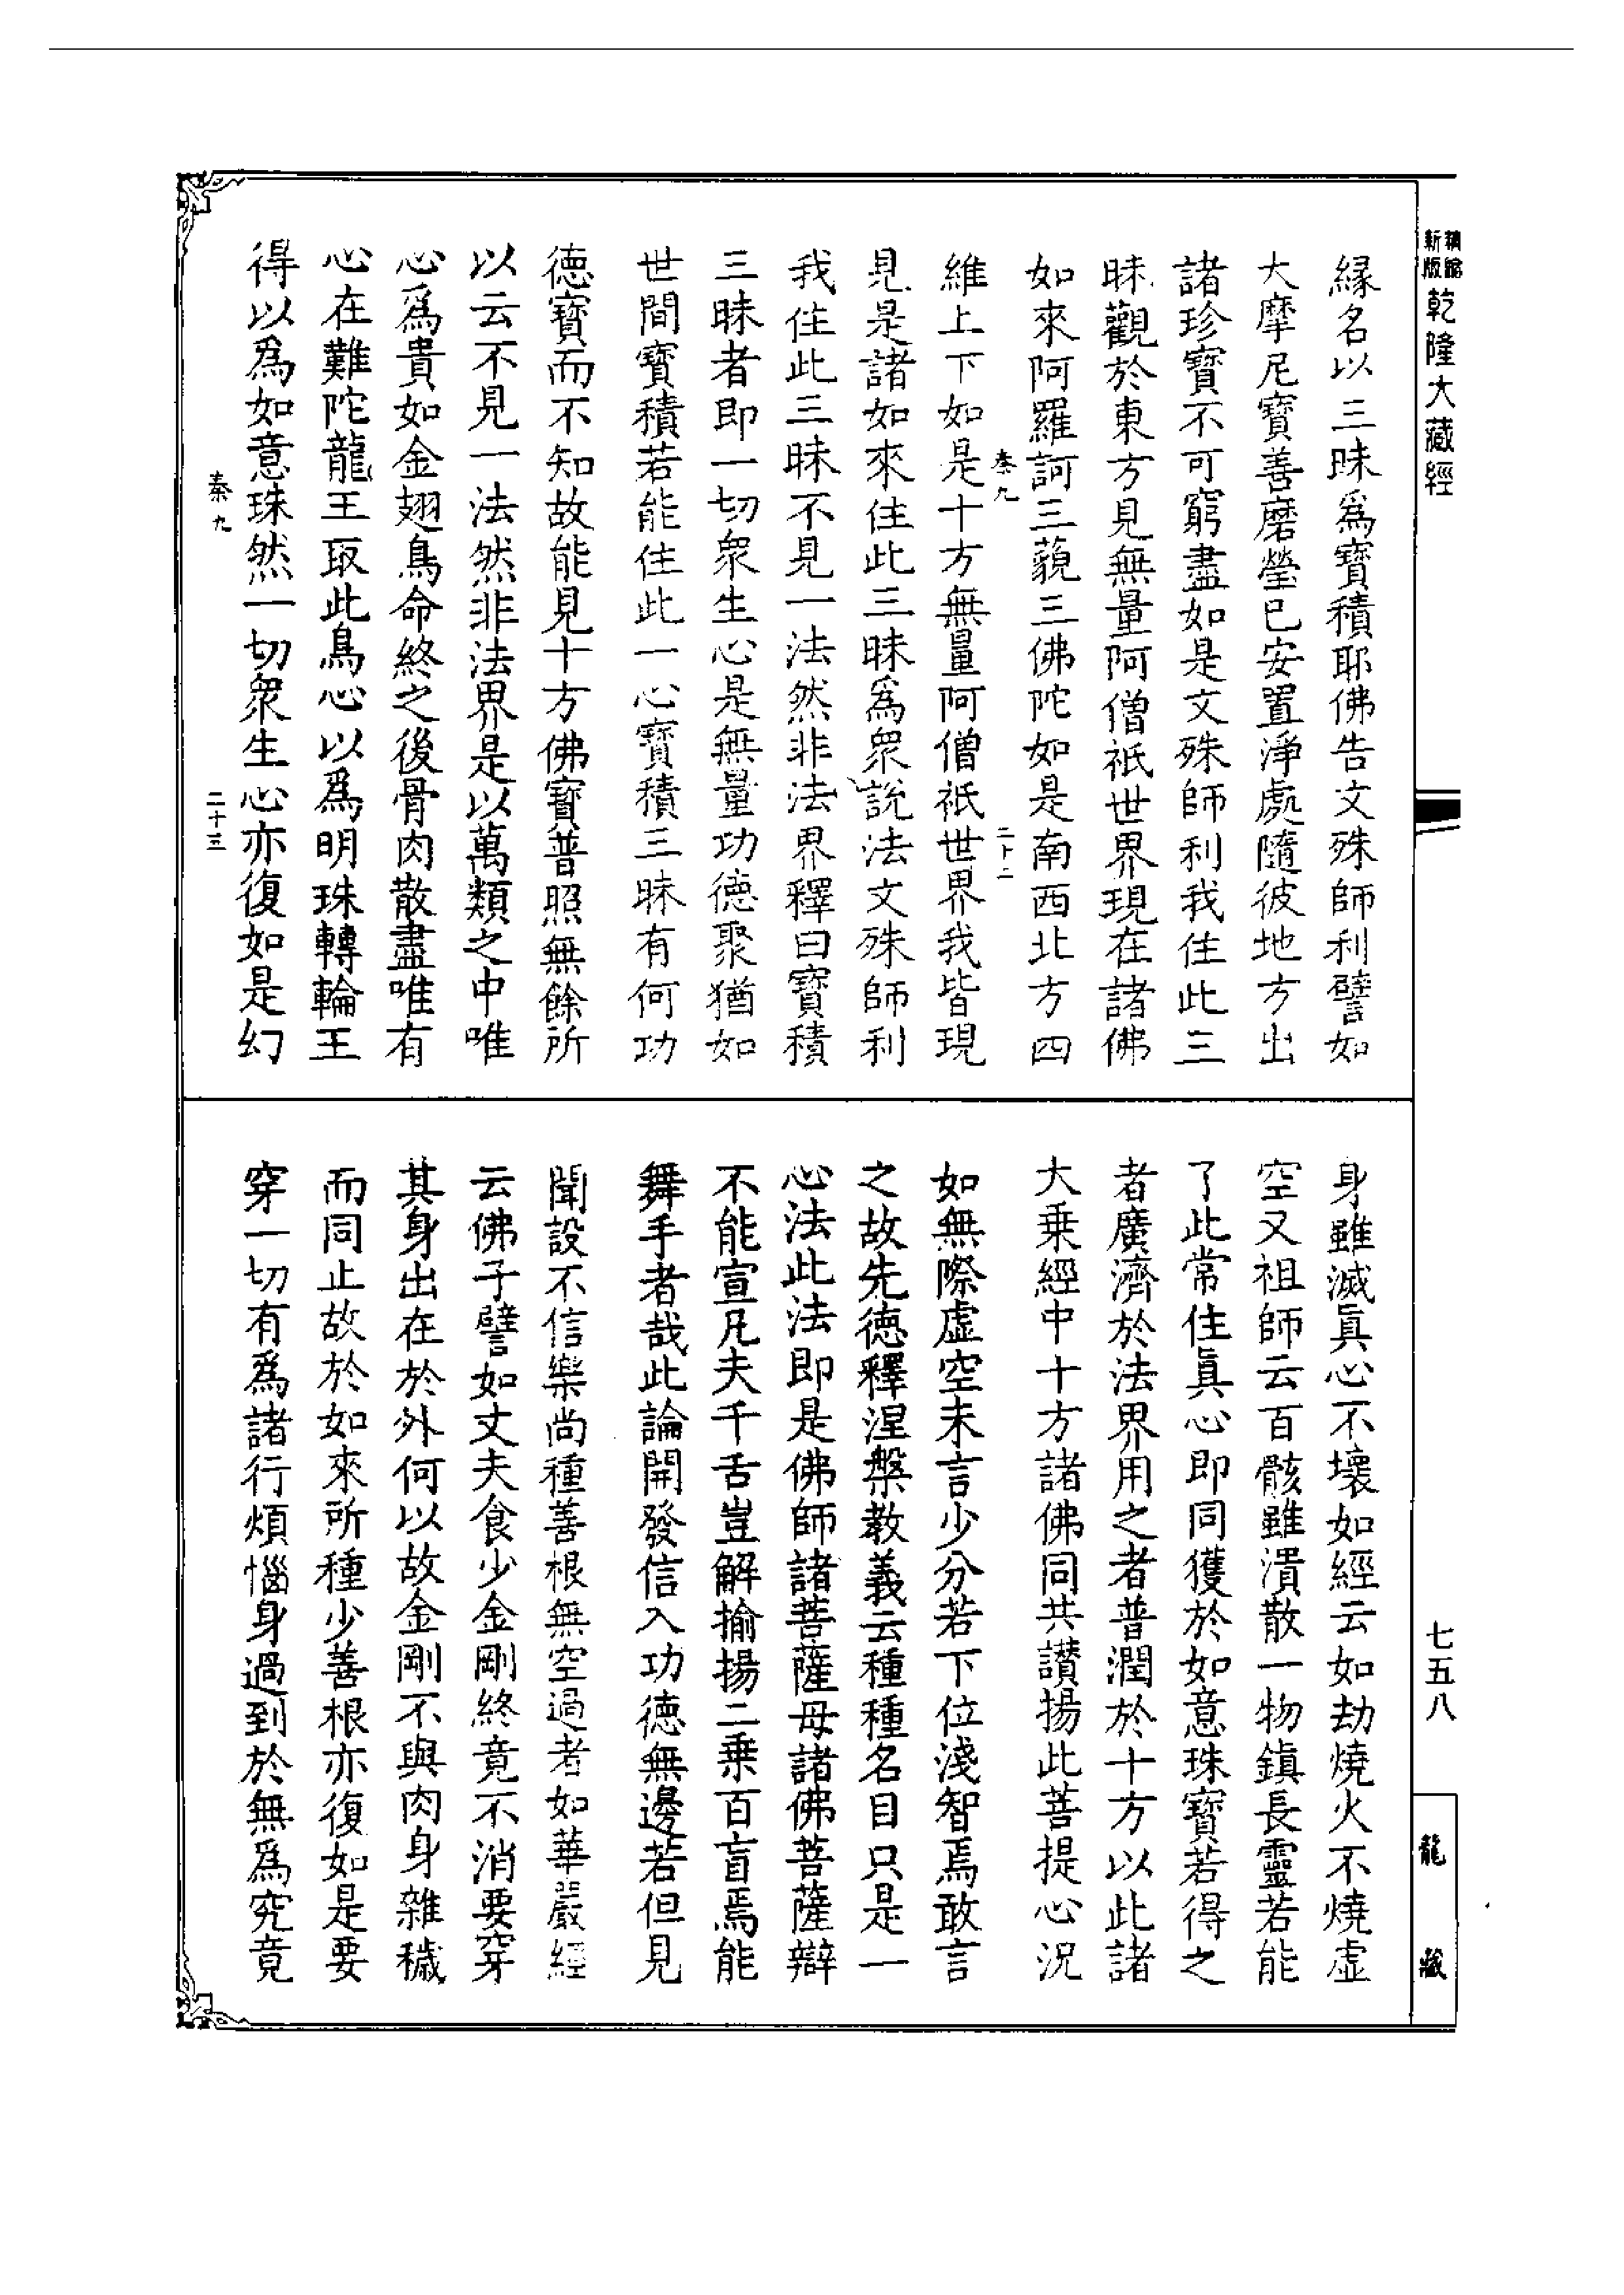 乾隆大藏經
七五八
龍藏
緣名以三昧爲寶積耶佛告文殊師利譬如
大摩尼寶善磨瑩已安置淨處隨彼地方出
諸珍寶不可窮盡如是文殊師利我住此三
昧觀於東方見無量阿僧祇世界現在諸佛
如來阿羅訶三藐三佛陀如是南西北方四
秦九
二十二
維上下如是十方無量阿僧祇世界我皆現
見是諸如來住此三昧爲衆說法文殊師利
我住此三昧不見一法然非法界釋曰寶積
三昧者即一切衆生心是無量功德聚猶如
世間寶積若能住此一心寶積三昧有何功
德寶而不知故能見十方佛寶普照無餘所
以云不見一法然非法界是以萬類之中唯
心爲貴如金翅鳥命終之後骨肉散盡唯有
心在難陀龍王取此鳥心以爲明珠轉輪王
得以爲如意珠然一切衆生心亦復如是幻
秦九
二十三
身雖滅眞心不壞如經云如劫燒火不燒虛
空又祖師云百骸雖潰散一物鎭長靈若能
了此常住眞心即同獲於如意珠寶若得之
者廣濟於法界用之者普潤於十方以此諸
大乗經中十方諸佛同共讃揚此菩提心況
如無際虛空未言少分若下位淺智焉敢言
之故先德釋涅槃教義云種種名目只是一
心法此法即是佛師諸菩薩母諸佛菩薩辯
不能宣凡夫千舌豈解揄揚二乗百盲焉能
舞手者哉此論開發信入功德無邊若但見
聞設不信樂尚種善根無空過者如華嚴經
云佛子譬如丈夫食少金剛終竟不消要穿
其身出在於外何以故金剛不與肉身雜穢
而同止故於如來所種少善根亦復如是要
穿一切有爲諸行煩惱身過到於無爲究竟